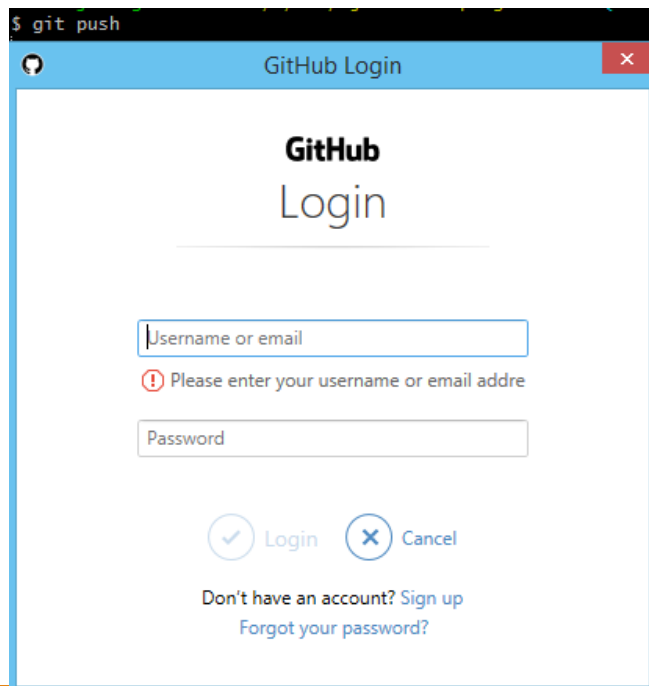 $ git push
GitHub Login
GitHub
Login
Username or email
Please enter your username or email addre
Password
Login Cancel
Don't have an account? Sign up
Forgot your password?